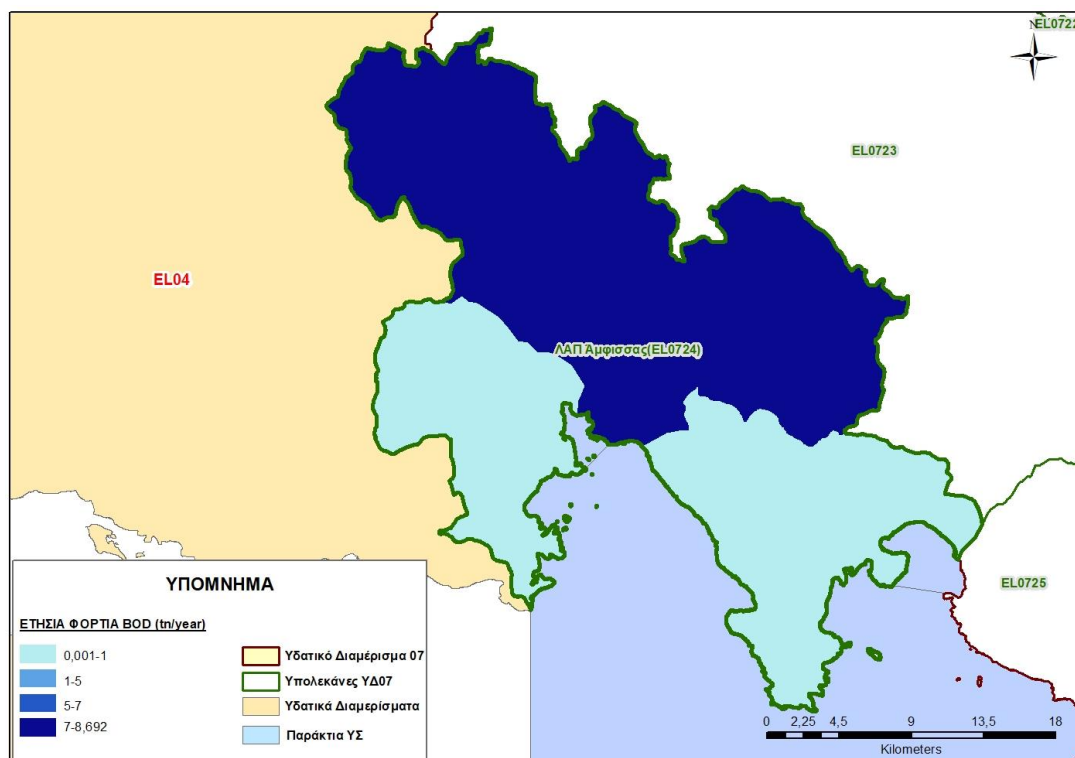 EL0722
N
EL0723
EL04
ΛΑΠ Άμφισσας(EL0724)
EL0725
ΥΠΟΜΝΗΜΑ
ΕΤΗΣΙΑ ΦΟΡΤΙΑ BOD (tn/year)
0,001-1
1-5
5-7
7-8,692
Υδατικό Διαμέρισμα 07
Υπολεκάνες ΥΔ07
Υδατικά Διαμερίσματα
Παράκτια ΥΣ
0 2,25 4,5 9 13,5 18
Kilometers